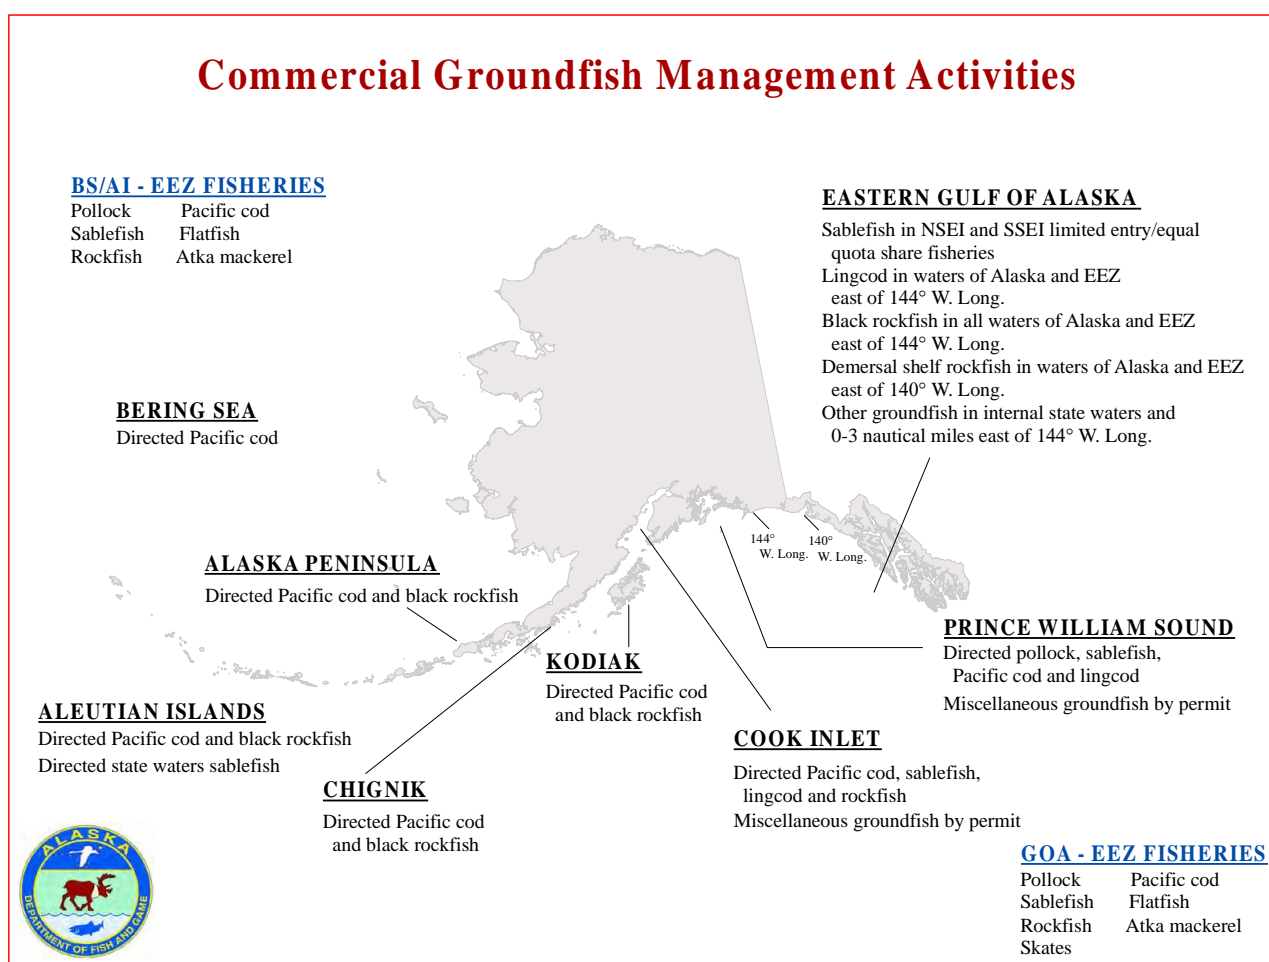 Commercial Groundfish Management Activities
BS/AI - EEZ FISHERIES
Pollock Pacific cod
Sablefish Flatfish
Rockfish Atka mackerel
EASTERN GULF OF ALASKA
Sablefish in NSEI and SSEI limited entry/equal
quota share fisheries
Lingcod in waters of Alaska and EEZ
east of 144° W. Long.
Black rockfish in all waters of Alaska and EEZ
east of 144° W. Long.
Demersal shelf rockfish in waters of Alaska and EEZ
east of 140° W. Long.
Other groundfish in internal state waters and
0-3 nautical miles east of 144° W. Long.
BERING SEA
Directed Pacific cod
144°
W. Long.
140°
W. Long.
ALASKA PENINSULA
Directed Pacific cod and black rockfish
PRINCE WILLIAM SOUND
Directed pollock, sablefish,
Pacific cod and lingcod
Miscellaneous groundfish by permit
KODIAK
Directed Pacific cod
and black rockfish
ALEUTIAN ISLANDS
Directed Pacific cod and black rockfish
Directed state waters sablefish
COOK INLET
Directed Pacific cod, sablefish,
lingcod and rockfish
Miscellaneous groundfish by permit
CHIGNIK
Directed Pacific cod
and black rockfish
GOA - EEZ FISHERIES
Pollock Pacific cod
Sablefish Flatfish
Rockfish Atka mackerel
Skates
ALASKA
DEPARTMENT OF FISH AND GAME